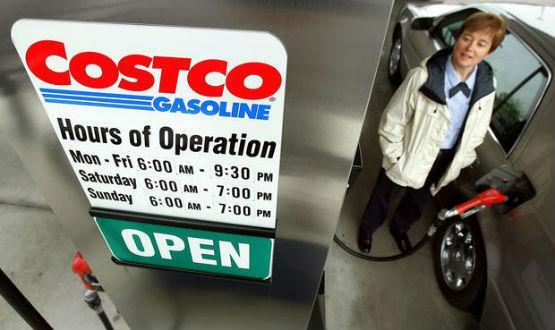 COSTCO
GASOLINE
Hours of Operation
Mon - Fri 6:00 AM - 9:30 PM
Saturday 6:00 AM - 7:00 PM
Sunday 6:00 AM - 7:00 PM
OPEN